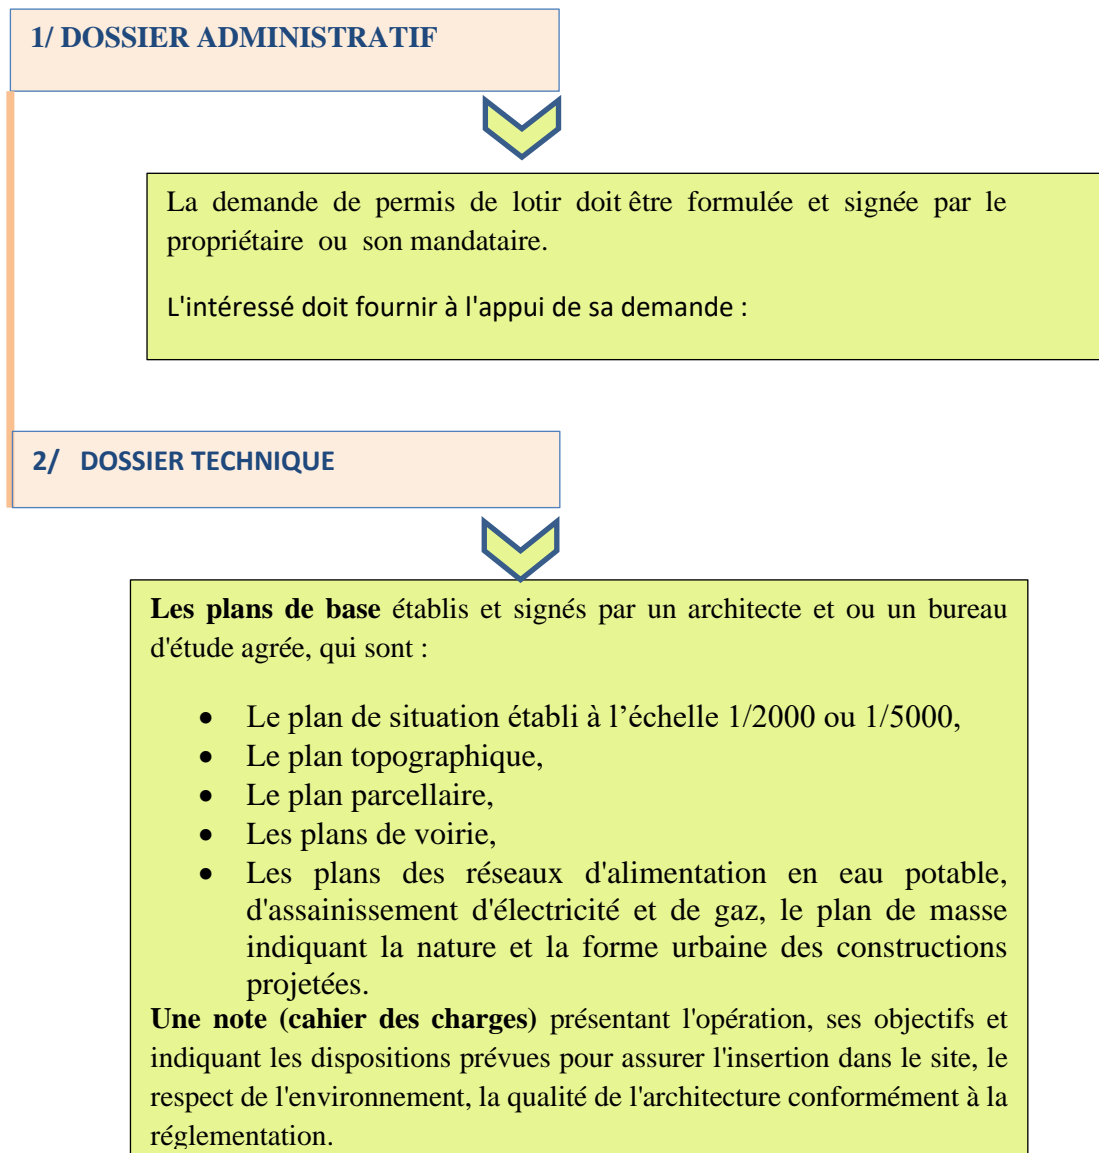 1/ DOSSIER ADMINISTRATIF
La demande de permis de lotir doit être formulée et signée par le
propriétaire ou son mandataire.
L'intéressé doit fournir à l'appui de sa demande :
2/ DOSSIER TECHNIQUE
Les plans de base établis et signés par un architecte et ou un bureau
d'étude agrée, qui sont :
• Le plan de situation établi à l’échelle 1/2000 ou 1/5000,
• Le plan topographique,
• Le plan parcellaire,
• Les plans de voirie,
• Les plans des réseaux d'alimentation en eau potable,
d'assainissement d'électricité et de gaz, le plan de masse
indiquant la nature et la forme urbaine des constructions
projetées.
Une note (cahier des charges) présentant l'opération, ses objectifs et
indiquant les dispositions prévues pour assurer l'insertion dans le site, le
respect de l'environnement, la qualité de l'architecture conformément à la
réglementation.